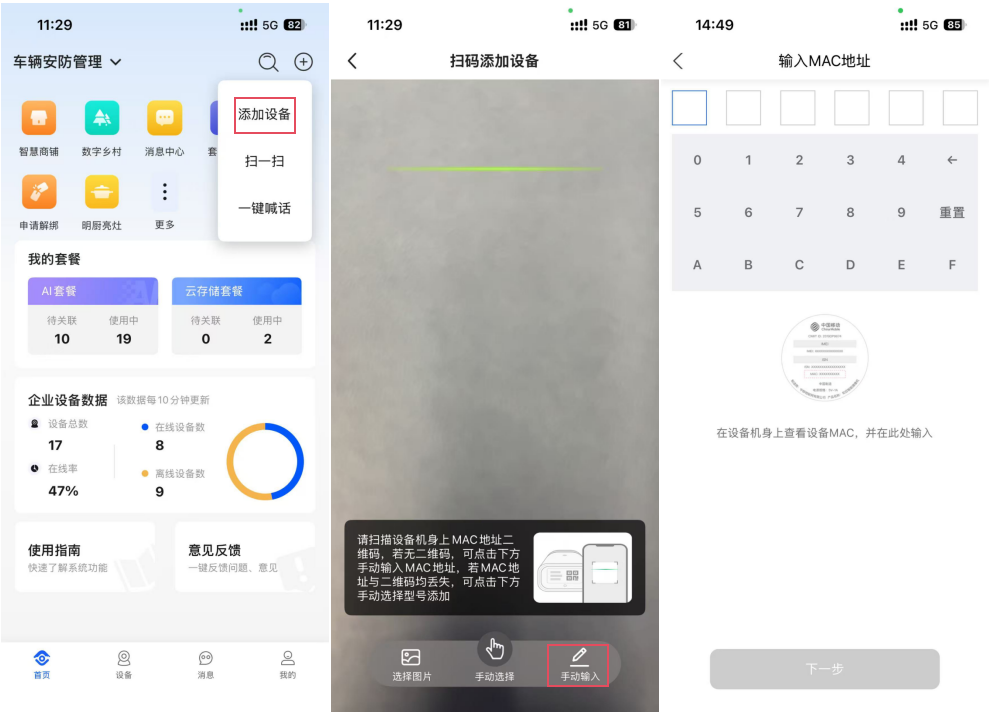 11:29
5G 82
车辆安防管理
添加设备
扫一扫
一键喊话
智慧商铺
数字乡村
消息中心
套
申请解绑
明厨亮灶
更多
我的套餐
AI套餐
待关联
使用中
10
19
云存储套餐
待关联
使用中
0
2
企业设备数据 该数据每10分钟更新
设备总数
17
在线率
47%
在线设备数
8
离线设备数
9
使用指南
快速了解系统功能
意见反馈
一键反馈问题、意见
首页
设备
消息
我的
11:29
5G 81
扫码添加设备
请扫描设备机身上MAC地址二
维码，若无二维码，可点击下方
手动输入MAC地址，若MAC地
址与二维码均丢失，可点击下方
手动选择型号添加
选择图片
手动选择
手动输入
14:49
5G 85
输入MAC地址
0 1 2 3 4 ←
5 6 7 8 9 重置
A B C D E F
中国移动
在设备机身上查看设备MAC，并在此处输入
下一步